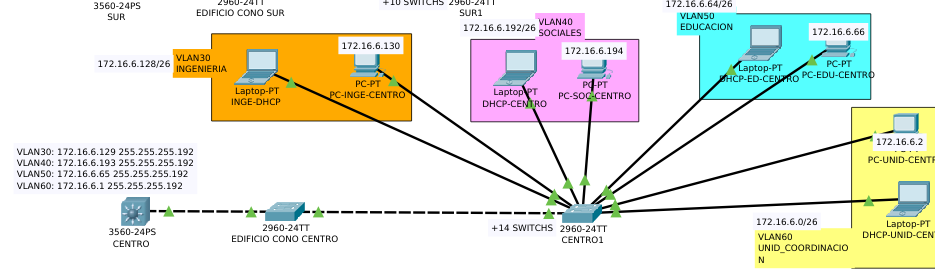 3560-24PS
SUR
2960-24TT
EDIFICIO CONO SUR
+10 SWITCHS
2960-24TT
SUR1
172.16.6.128/26
VLAN30
INGENIERIA
172.16.6.130
Laptop-PT
INGE-DHCP
PC-PT
PC-INGE-CENTRO
172.16.6.192/26
VLAN40
SOCIALES
172.16.6.194
Laptop-PT
DHCP-CENTRO
PC-PT
PC-SOC-CENTRO
172.16.6.64/26
VLAN50
EDUCACION
172.16.6.66
Laptop-PT
DHCP-ED-CENTRO
PC-PT
PC-EDU-CENTRO
172.16.6.2
PC-UNID-CENTR
Laptop-PT
DHCP-UNID-CENT
172.16.6.0/26
VLAN60
UNID_COORDINACIO
N
VLAN30: 172.16.6.129 255.255.255.192
VLAN40: 172.16.6.193 255.255.255.192
VLAN50: 172.16.6.65 255.255.255.192
VLAN60: 172.16.6.1 255.255.255.192
3560-24PS
CENTRO
2960-24TT
EDIFICIO CONO CENTRO
+14 SWITCHS
2960-24TT
CENTRO1